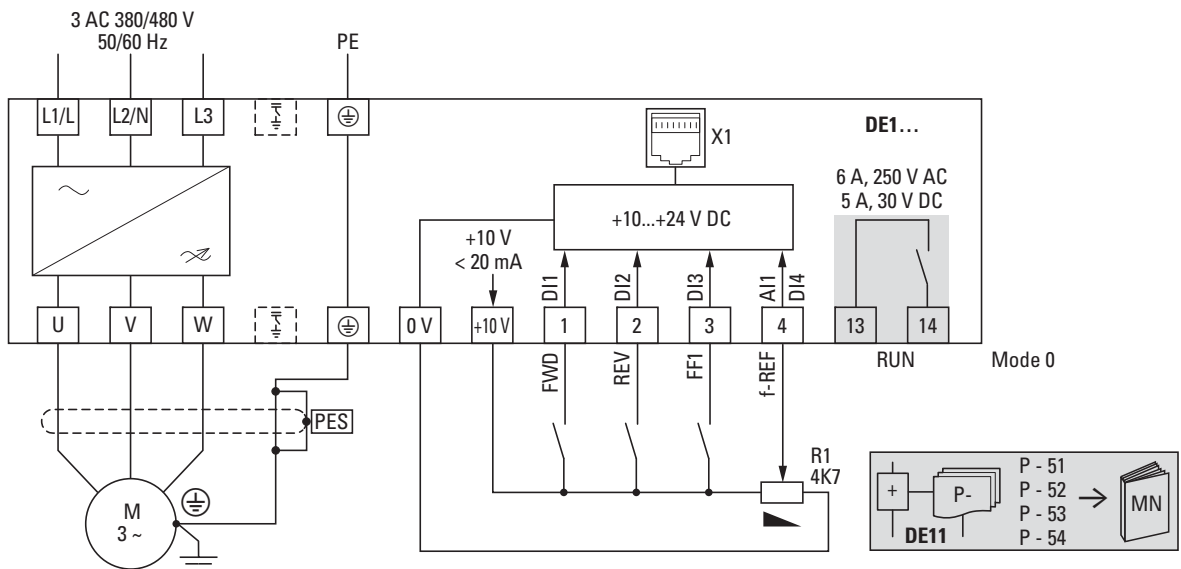 3 AC 380/480 V
50/60 Hz
PE
L1/L
L2/N
L3
X1
DE1…
6 A, 250 V AC
5 A, 30 V DC
+10...+24 V DC
+10 V
< 20 mA
DI1
DI2
DI3
AI1
DI4
U
V
W
0 V
+10 V
1
2
3
4
13
14
FWD
REV
FF1
f-REF
RUN
Mode 0
PES
R1
4K7
M
3 ~
+
P-
DE11
P - 51
P - 52
P - 53
P - 54
MN